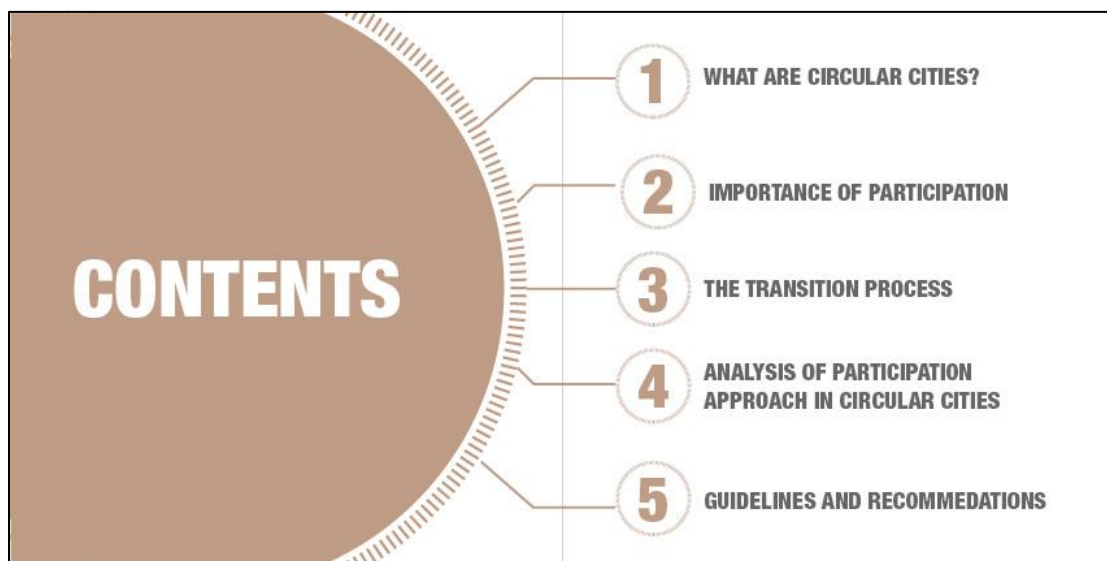 CONTENTS
1
WHAT ARE CIRCULAR CITIES?
2
IMPORTANCE OF PARTICIPATION
3
THE TRANSITION PROCESS
4
ANALYSIS OF PARTICIPATION
APPROACH IN CIRCULAR CITIES
5
GUIDELINES AND RECOMMEDATIONS